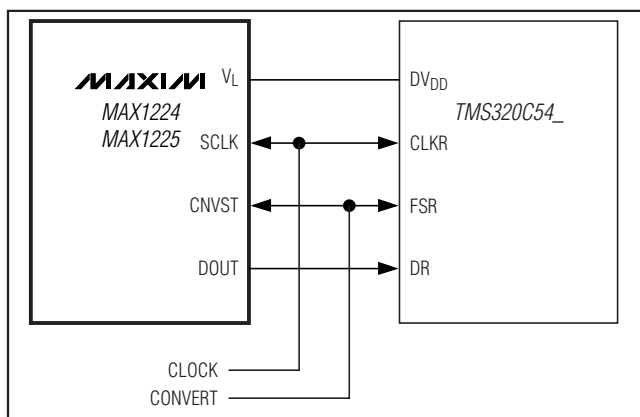 MAXIM
VL
DVDD
MAX1224
TMS320C54_
MAX1225
SCLK
CLKR
CNVST
FSR
DOUT
DR
CLOCK
CONVERT